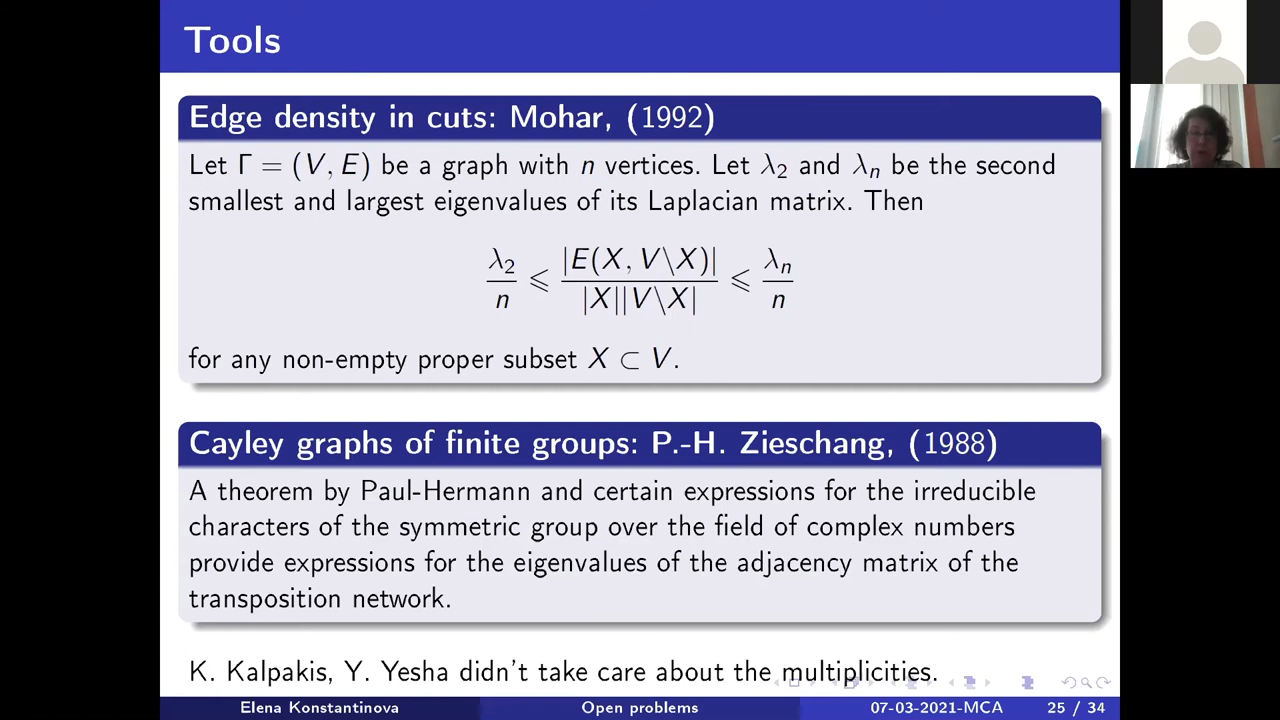 Tools
Edge density in cuts: Mohar, (1992)
Let Γ = (V, E) be a graph with n vertices. Let λ₂ and λₙ be the second
smallest and largest eigenvalues of its Laplacian matrix. Then
λ₂/n ⩽ |E(X, V\X)|/|X||V\X| ⩽ λₙ/n
for any non-empty proper subset X ⊂ V.
Cayley graphs of finite groups: P.-H. Zieschang, (1988)
A theorem by Paul-Hermann and certain expressions for the irreducible
characters of the symmetric group over the field of complex numbers
provide expressions for the eigenvalues of the adjacency matrix of the
transposition network.
K. Kalpakis, Y. Yesha didn't take care about the multiplicities.
Elena Konstantinova Open problems 07-03-2021-MCA 25 / 34